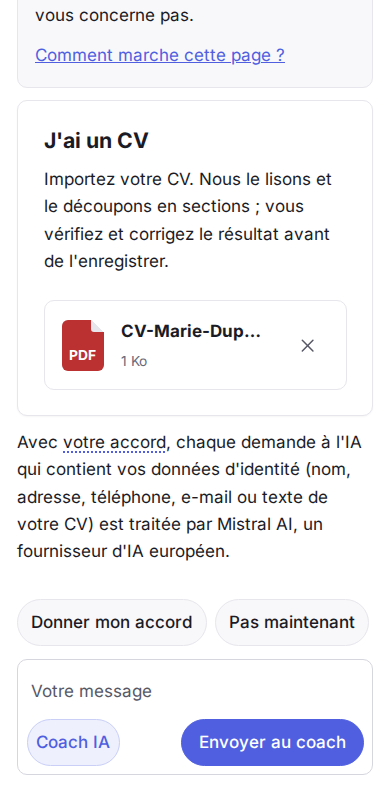 vous concerne pas.
Comment marche cette page ?
J'ai un CV
Importez votre CV. Nous le lisons et
le découpons en sections ; vous
vérifiez et corrigez le résultat avant
de l'enregistrer.
PDF
CV-Marie-Dup...
1 Ko
Avec votre accord, chaque demande à l'IA
qui contient vos données d'identité (nom,
adresse, téléphone, e-mail ou texte de
votre CV) est traitée par Mistral AI, un
fournisseur d'IA européen.
Donner mon accord
Pas maintenant
Votre message
Coach IA
Envoyer au coach